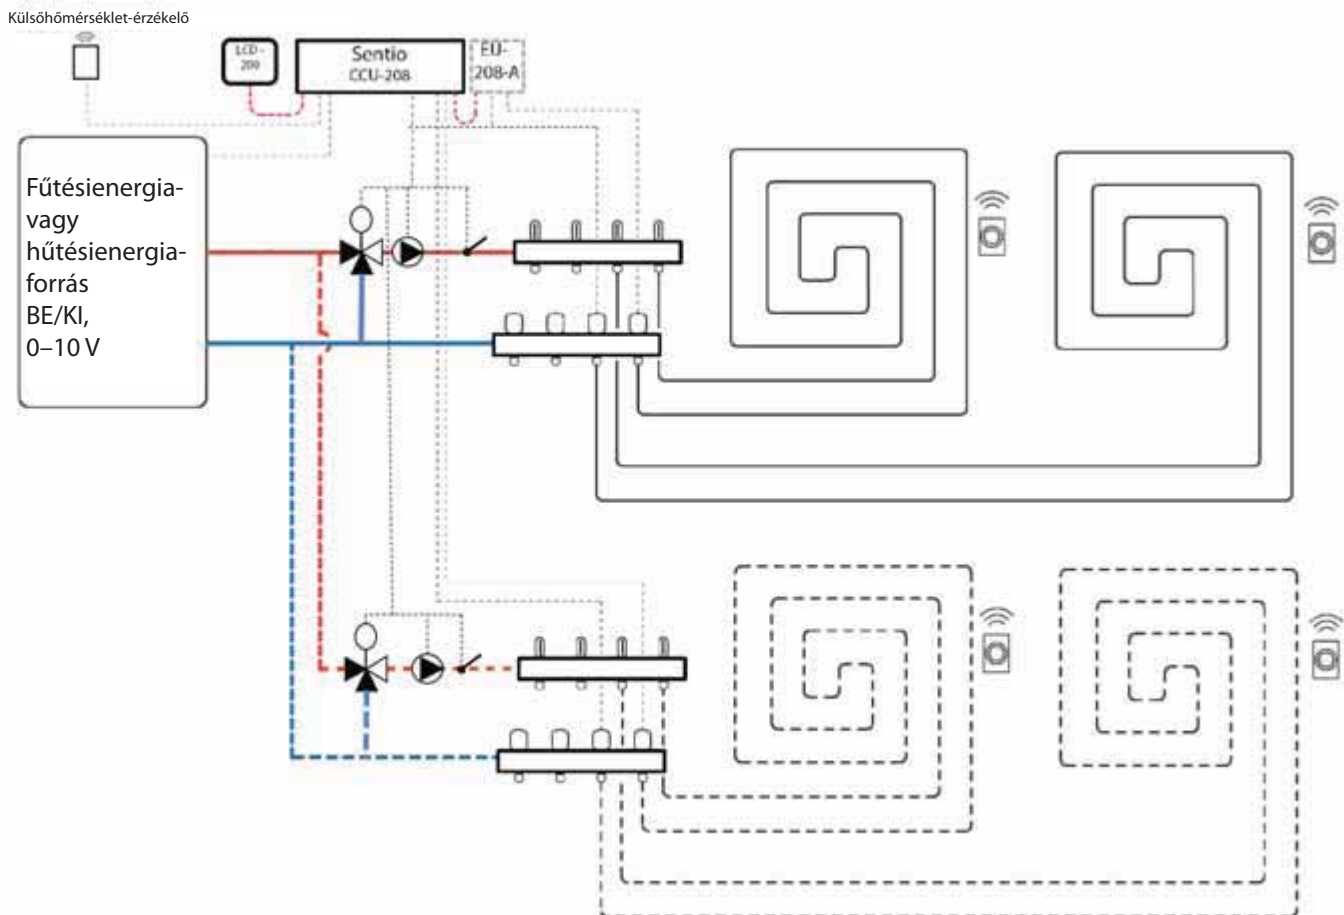 Külsőhőmérséklet-érzékelő
LCD-
200
Sentio
CCU-208
EU-
208-A
Fűtésienergia-
vagy
hűtésienergia-
forrás
BE/KI,
0–10 V